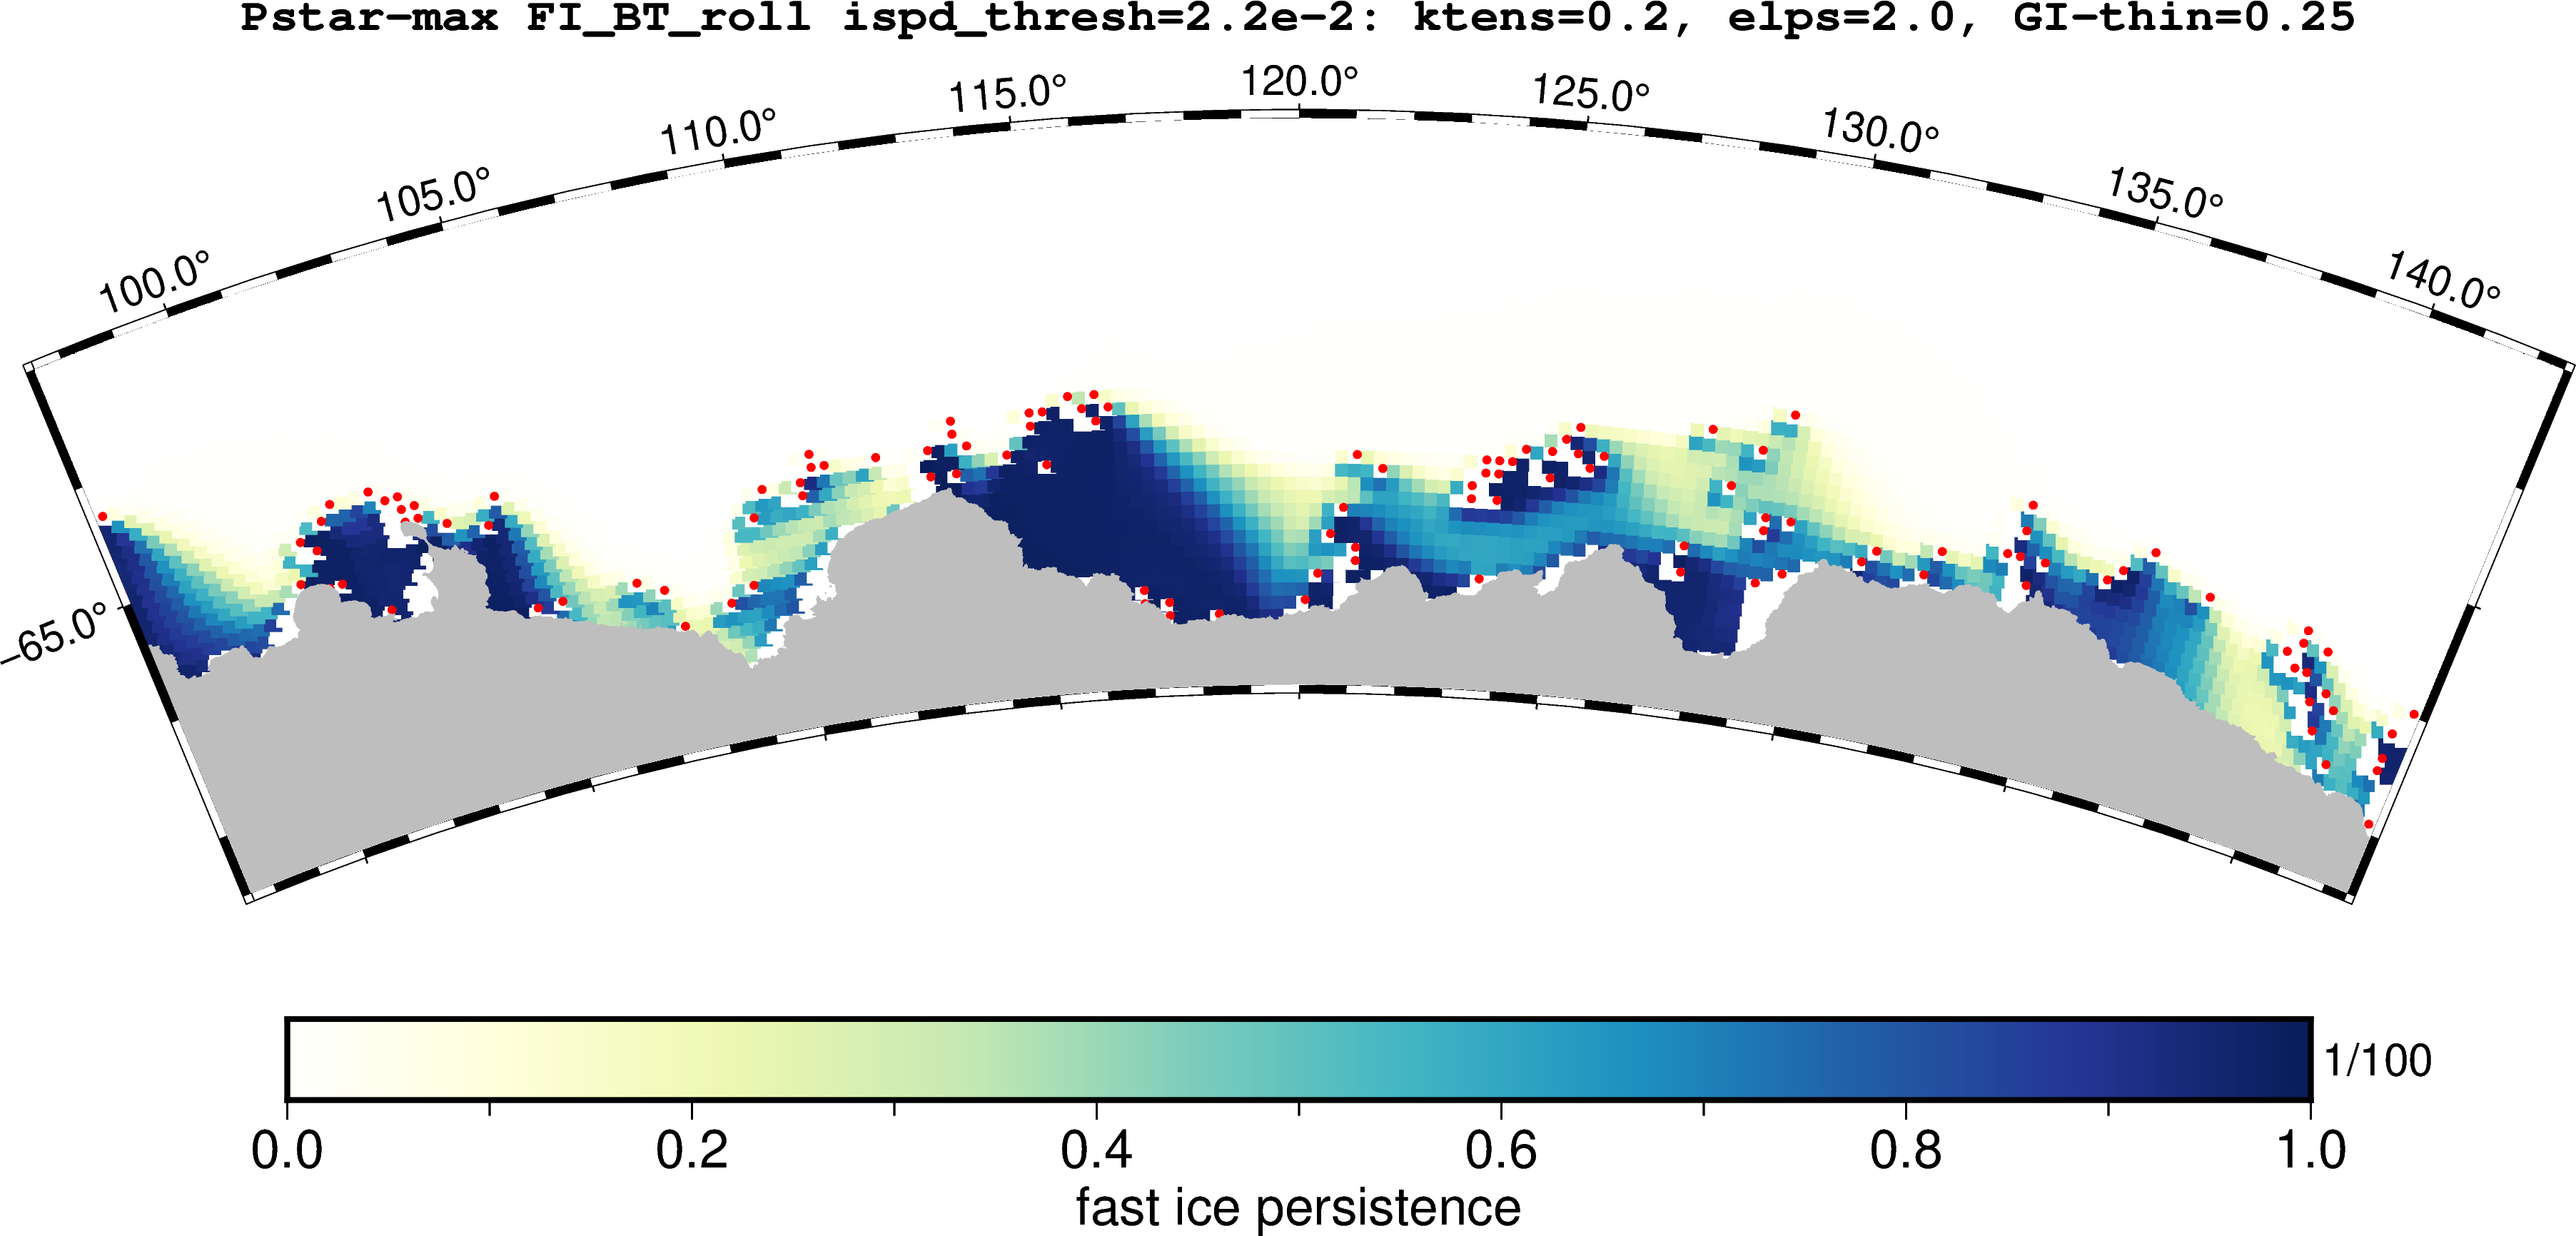 Pstar-max FI_BT_roll ispd_thresh=2.2e-2: ktens=0.2, elps=2.0, GI-thin=0.25
100.0° 105.0° 110.0° 115.0° 120.0° 125.0° 130.0° 135.0° 140.0°
-65.0°
1/100
0.0 0.2 0.4 0.6 0.8 1.0
fast ice persistence